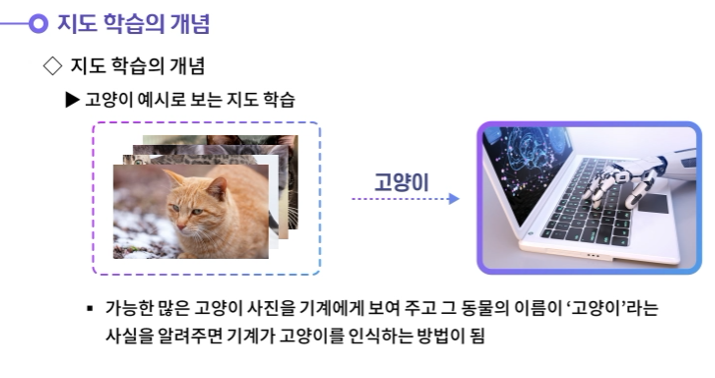 지도 학습의 개념
◇ 지도 학습의 개념
▶ 고양이 예시로 보는 지도 학습
고양이
▪ 가능한 많은 고양이 사진을 기계에게 보여 주고 그 동물의 이름이 ‘고양이’라는
사실을 알려주면 기계가 고양이를 인식하는 방법이 됨